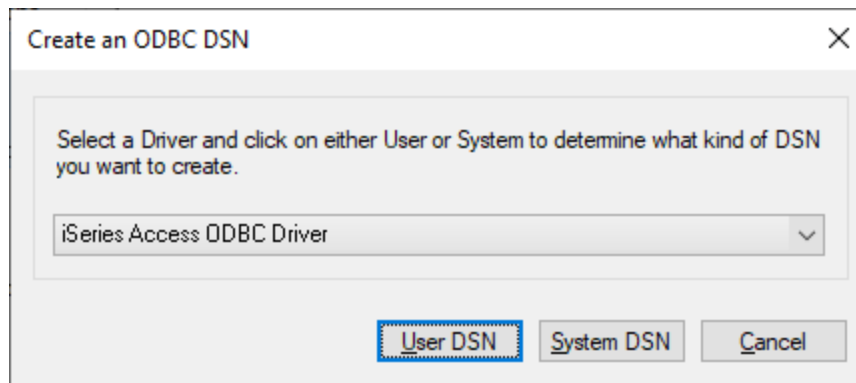 Create an ODBC DSN
Select a Driver and click on either User or System to determine what kind of DSN
you want to create.
iSeries Access ODBC Driver
User DSN
System DSN
Cancel